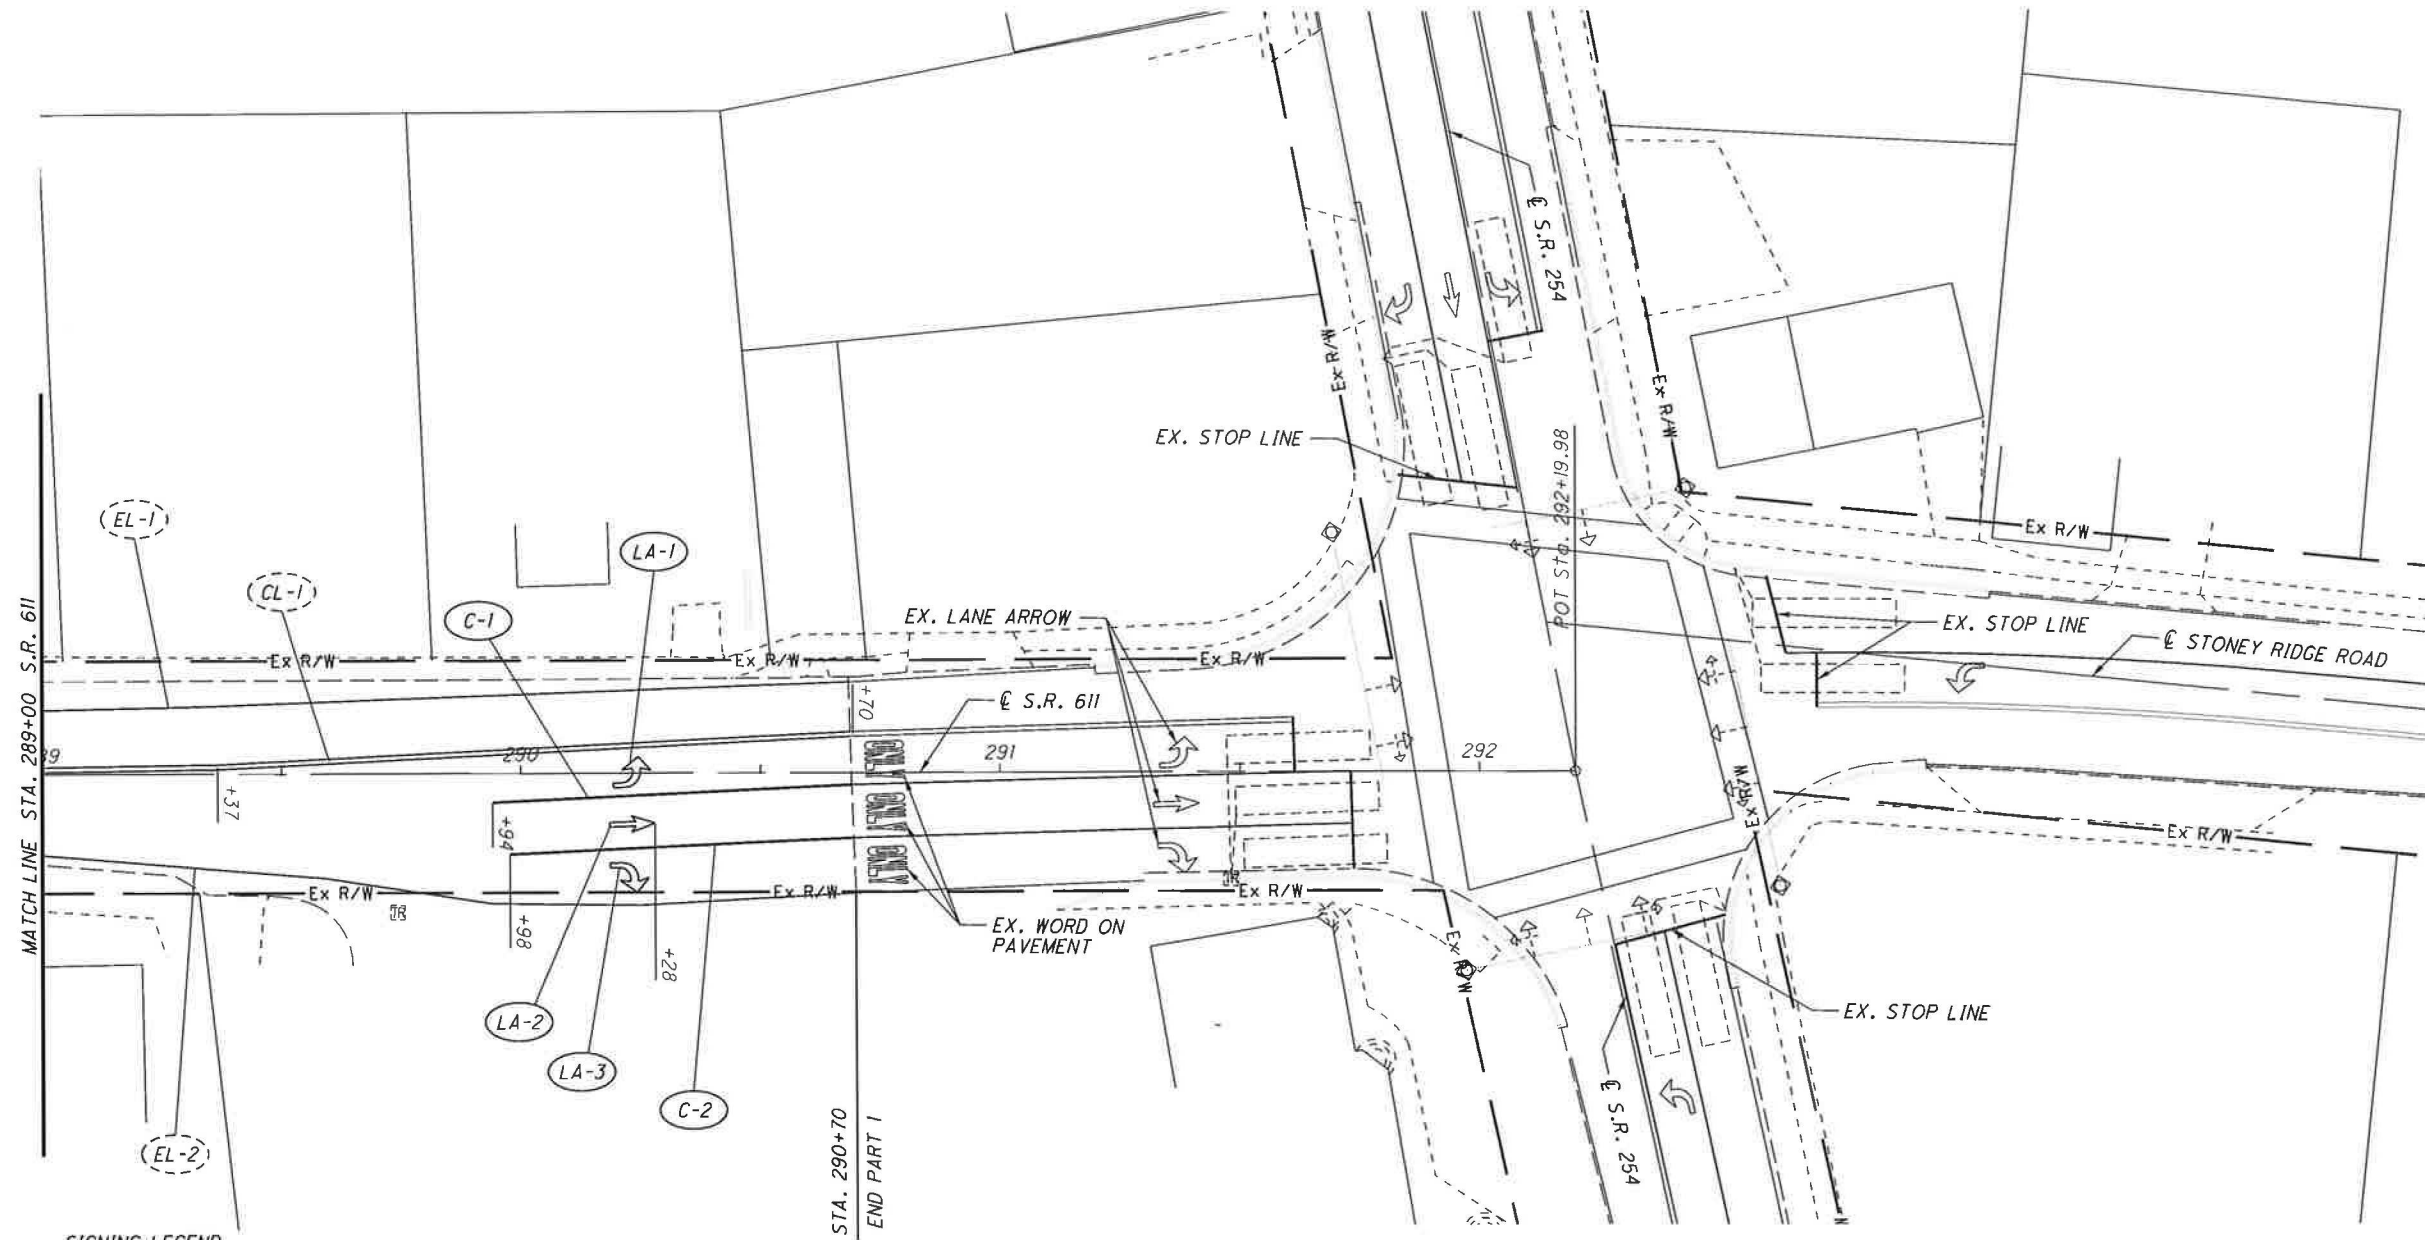 ℄ S.R. 254
Ex R/W
Ex R/W
EX. STOP LINE
POT Sta. 292+19.98
Ex R/W
EL-1
LA-1
CL-1
C-1
EX. LANE ARROW
EX. STOP LINE
℄ STONEY RIDGE ROAD
Ex R/W
Ex R/W
Ex R/W
MATCH LINE STA. 289+00 S.R. 611
+70
℄ S.R. 611
290
291
292
ONLY
ONLY
ONLY
+37
+94
Ex R/W
Ex R/W
Ex R/W
Ex R/W
Ex R/W
Ex R/W
+98
+28
EX. WORD ON
PAVEMENT
LA-2
LA-3
C-2
EX. STOP LINE
EL-2
℄ S.R. 254
STA. 290+70
END PART 1